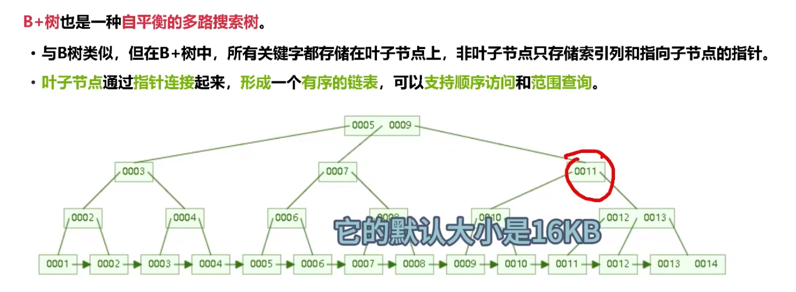 B+树也是一种自平衡的多路搜索树。
• 与B树类似，但在B+树中，所有关键字都存储在叶子节点上，非叶子节点只存储索引列和指向子节点的指针。
• 叶子节点通过指针连接起来，形成一个有序的链表，可以支持顺序访问和范围查询。
0005 0009
0003 0007 0011
0002 0004 0006 0008 0010 0012 0013
它的默认大小是16KB
0001 0002 0003 0004 0005 0006 0007 0008 0009 0010 0011 0012 0013 0014